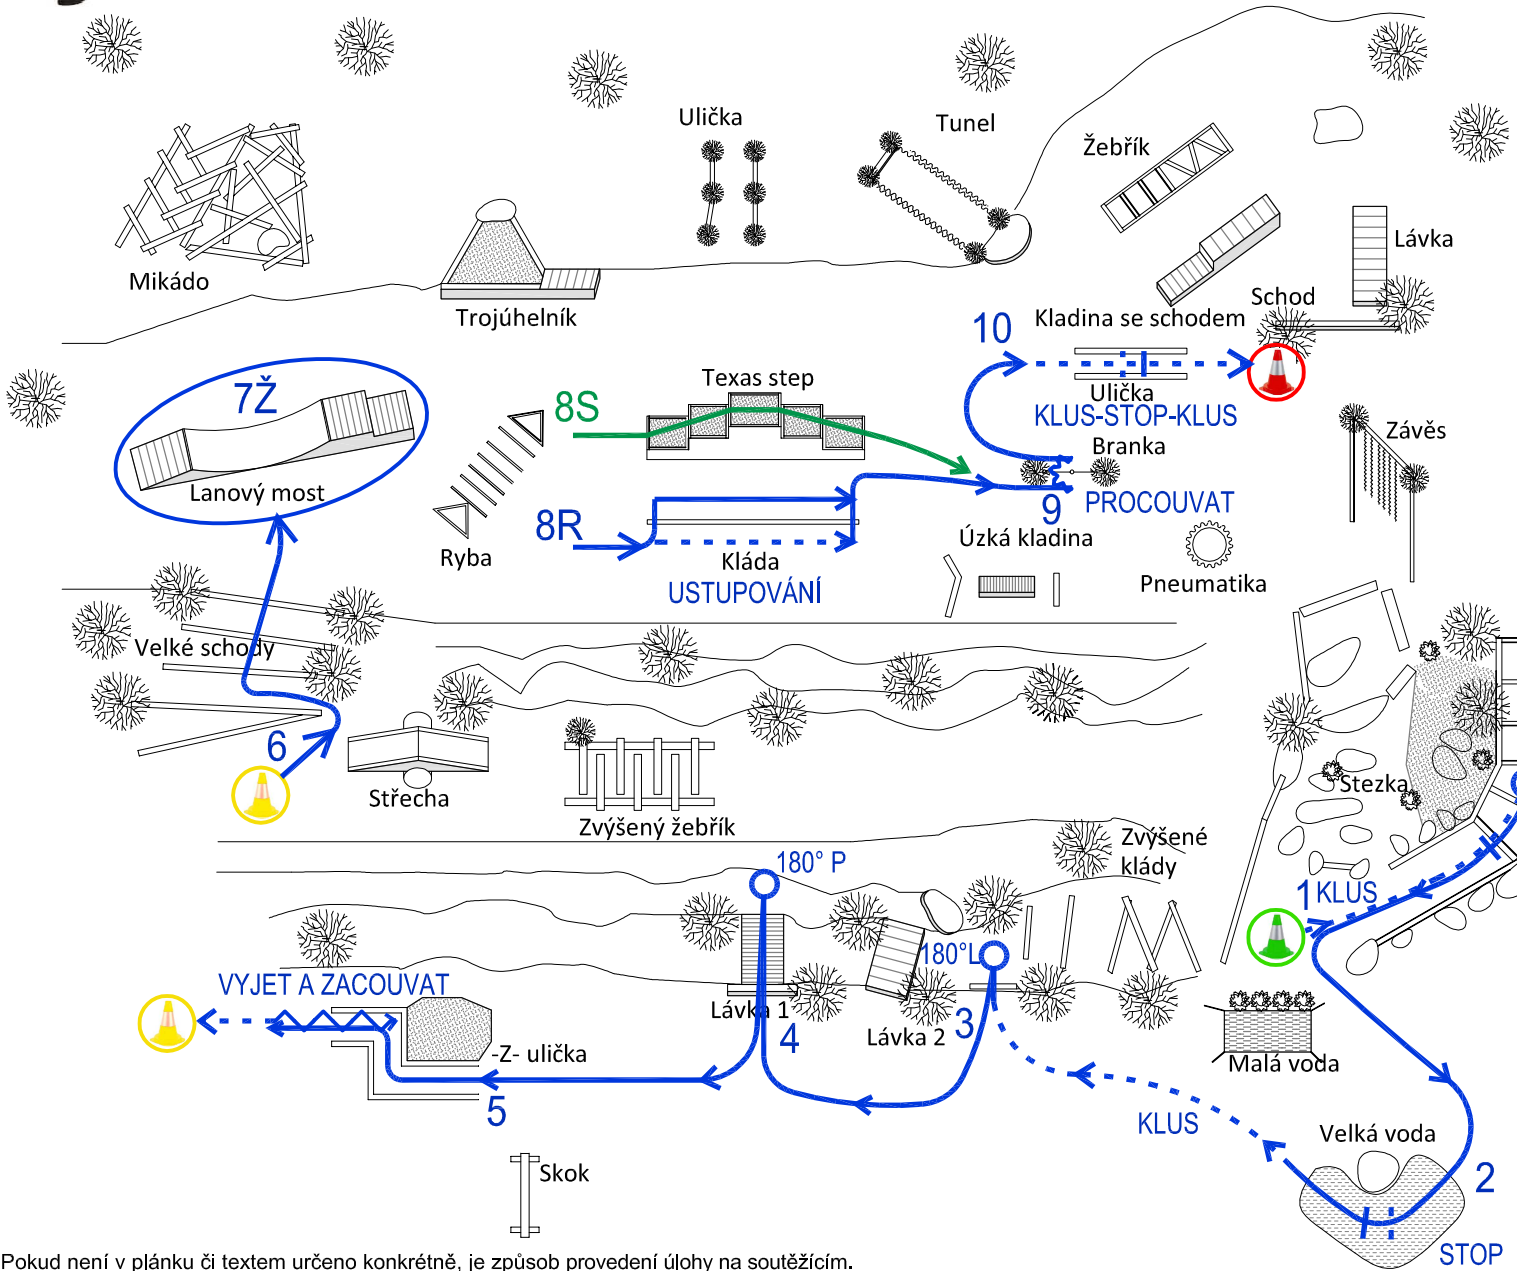 Ulička
Tunel
Žebřík
Mikádo
Trojúhelník
Lávka
Schod
10
Kladina se schodem
7Ž
Texas step
8S
Ulička
KLUS-STOP-KLUS
Branka
Závěs
Lanový most
9
PROCOUVAT
8R
Ryba
Kláda
Úzká kladina
USTUPOVÁNÍ
Pneumatika
Velké schody
6
Střecha
Stezka
Zvýšený žebřík
Zvýšené
klády
180° P
1
KLUS
180°L
VYJET A ZACOUVAT
Lávka 1
4
Lávka 2
3
-Z- ulička
Malá voda
5
KLUS
Velká voda
Skok
2
STOP
Pokud není v plánku či textem určeno konkrétně, je způsob provedení úlohy na soutěžícím.